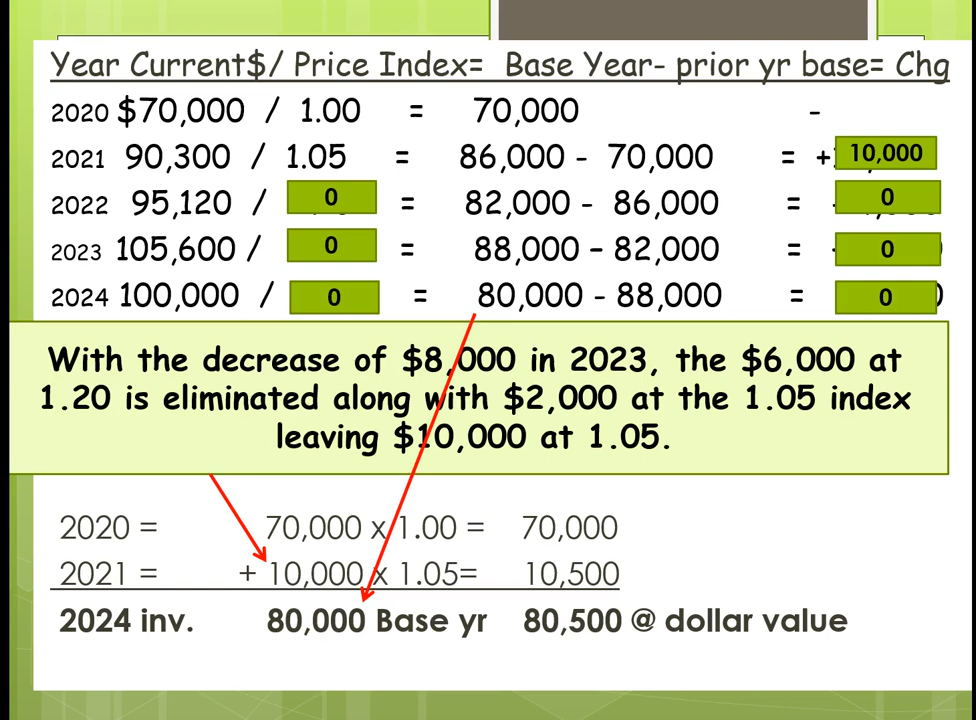 Year Current$/ Price Index= Base Year- prior yr base= Chg
2020 $70,000 / 1.00 = 70,000 -
2021 90,300 / 1.05 = 86,000 - 70,000 = + 10,000
2022 95,120 / 0 = 82,000 - 86,000 = 0
2023 105,600 / 0 = 88,000 – 82,000 = 0
2024 100,000 / 0 = 80,000 - 88,000 = 0
With the decrease of $8,000 in 2023, the $6,000 at
1.20 is eliminated along with $2,000 at the 1.05 index
leaving $10,000 at 1.05.
2020 = 70,000 x 1.00 = 70,000
2021 = + 10,000 x 1.05= 10,500
2024 inv. 80,000 Base yr 80,500 @ dollar value